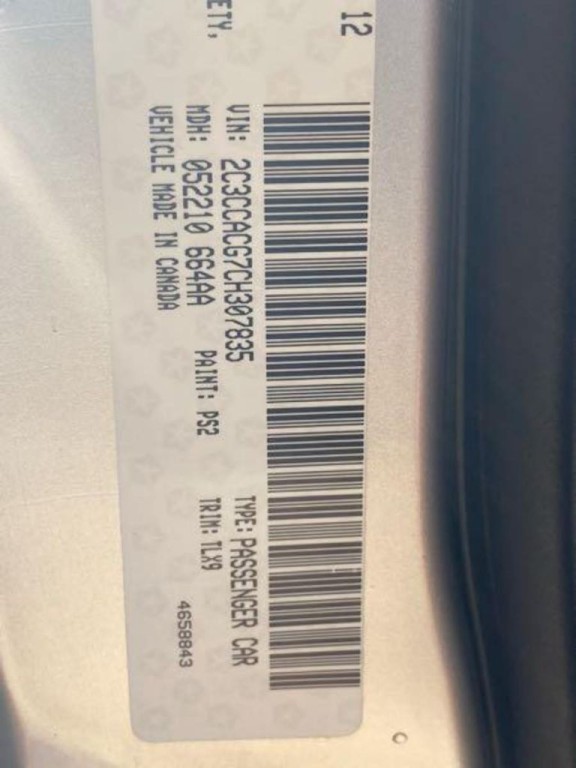 12
ETY,
VIN: 2C3CCACG7CH307835
TYPE: PASSENGER CAR
MDH: 052210 664AA
PAINT: PS2
TRIM: TLX9
VEHICLE MADE IN CANADA
4658843